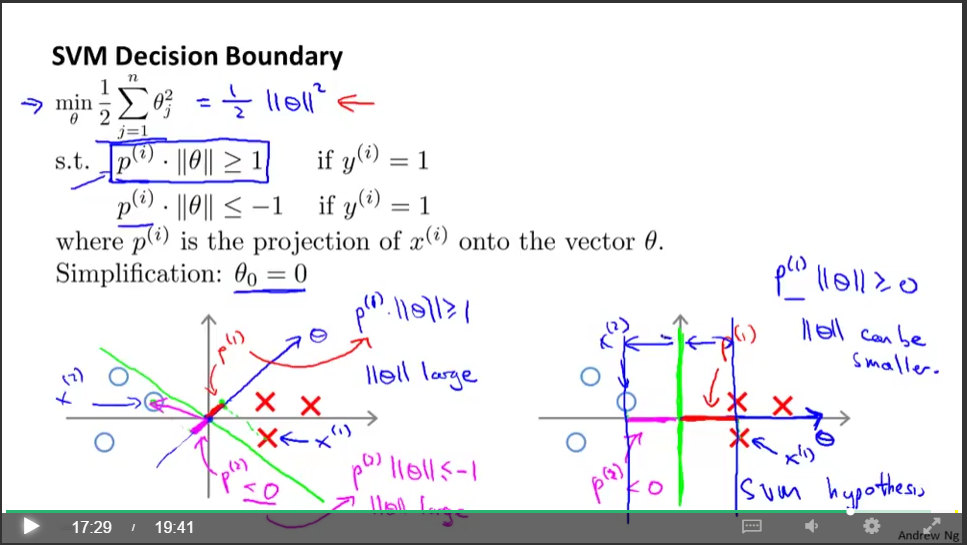 SVM Decision Boundary
⇒ min_θ 1/2 ∑_{j=1}^{n} θ_j^2 = 1/2 ||θ||^2 ←
s.t. p^(i) · ‖θ‖ ≥ 1 if y^(i) = 1
p^(i) · ‖θ‖ ≤ −1 if y^(i) = 1
where p^(i) is the projection of x^(i) onto the vector θ.
Simplification: θ_0 = 0
p^(1) ||θ|| ≥ 0
||θ|| can be
smaller.
p^(1) · ||θ|| ≥ 1
θ
p^(1)
||θ|| large
x^(2)
x^(1)
p^(2) ||θ|| ≤ -1
p^(2) < 0
||θ|| large
x^(2)
p^(1)
θ
x^(1)
p^(2) < 0
SVM hypothesis
17:29 / 19:41
Andrew Ng